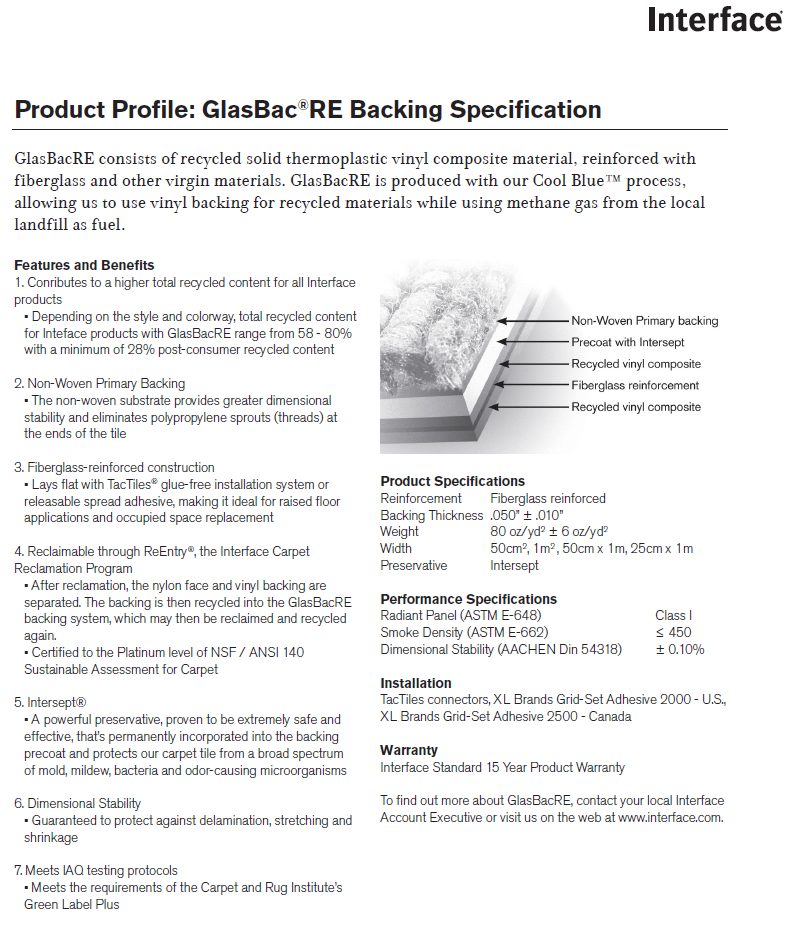 Interface
Product Profile: GlasBac®RE Backing Specification
GlasBacRE consists of recycled solid thermoplastic vinyl composite material, reinforced with
fiberglass and other virgin materials. GlasBacRE is produced with our Cool Blue™ process,
allowing us to use vinyl backing for recycled materials while using methane gas from the local
landfill as fuel.
Features and Benefits
1. Conributes to a higher total recycled content for all Interface
products
▪ Depending on the style and colorway, total recycled content
for Inteface products with GlasBacRE range from 58 - 80%
with a minimum of 28% post-consumer recycled content
2. Non-Woven Primary Backing
▪ The non-woven substrate provides greater dimensional
stability and eliminates polypropylene sprouts (threads) at
the ends of the tile
3. Fiberglass-reinforced construction
▪ Lays flat with TacTiles® glue-free installation system or
releasable spread adhesive, making it ideal for raised floor
applications and occupied space replacement
4. Reclaimable through ReEntry®, the Interface Carpet
Reclamation Program
▪ After reclamation, the nylon face and vinyl backing are
separated. The backing is then recycled into the GlasBacRE
backing system, which may then be reclaimed and recycled
again.
▪ Certified to the Platinum level of NSF / ANSI 140
Sustainable Assessment for Carpet
5. Intersept®
▪ A powerful preservative, proven to be extremely safe and
effective, that's permanently incorporated into the backing
precoat and protects our carpet tile from a broad spectrum
of mold, mildew, bacteria and odor-causing microorganisms
6. Dimensional Stability
▪ Guaranteed to protect against delamination, stretching and
shrinkage
7. Meets IAQ testing protocols
▪ Meets the requirements of the Carpet and Rug Institute's
Green Label Plus
Non-Woven Primary backing
Precoat with Intersept
Recycled vinyl composite
Fiberglass reinforcement
Recycled vinyl composite
Product Specifications
Reinforcement Fiberglass reinforced
Backing Thickness .050" ± .010"
Weight 80 oz/yd² ± 6 oz/yd²
Width 50cm², 1m², 50cm x 1m, 25cm x 1m
Preservative Intersept
Performance Specifications
Radiant Panel (ASTM E-648) Class I
Smoke Density (ASTM E-662) ≤ 450
Dimensional Stability (AACHEN Din 54318) ± 0.10%
Installation
TacTiles connectors, XL Brands Grid-Set Adhesive 2000 - U.S.,
XL Brands Grid-Set Adhesive 2500 - Canada
Warranty
Interface Standard 15 Year Product Warranty
To find out more about GlasBacRE, contact your local Interface
Account Executive or visit us on the web at www.interface.com.